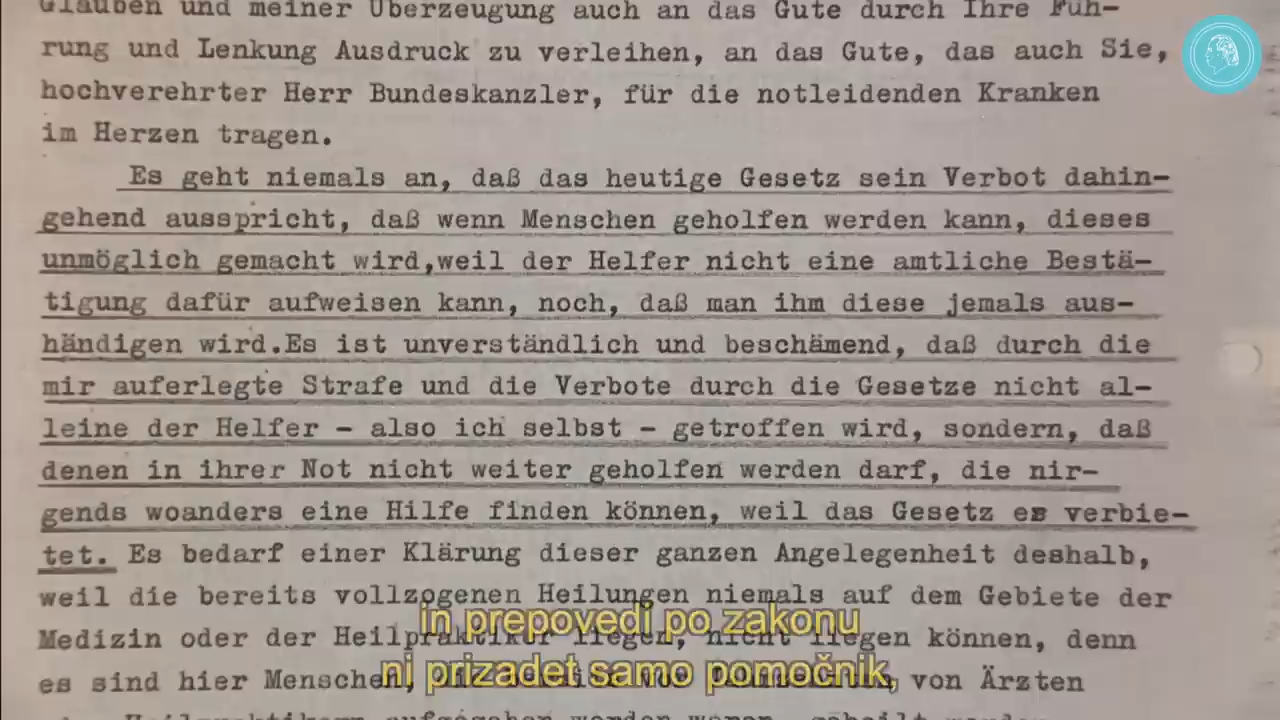 Glauben und meiner Überzeugung auch an das Gute durch Ihre Füh-
rung und Lenkung Ausdruck zu verleihen, an das Gute, das auch Sie,
hochverehrter Herr Bundeskanzler, für die notleidenden Kranken
im Herzen tragen.
Es geht niemals an, daß das heutige Gesetz sein Verbot dahin-
gehend ausspricht, daß wenn Menschen geholfen werden kann, dieses
unmöglich gemacht wird,weil der Helfer nicht eine amtliche Bestä-
tigung dafür aufweisen kann, noch, daß man ihm diese jemals aus-
händigen wird.Es ist unverständlich und beschämend, daß durch die
mir auferlegte Strafe und die Verbote durch die Gesetze nicht al-
leine der Helfer - also ich selbst - getroffen wird, sondern, daß
denen in ihrer Not nicht weiter geholfen werden darf, die nir-
gends woanders eine Hilfe finden können, weil das Gesetz es verbie-
tet. Es bedarf einer Klärung dieser ganzen Angelegenheit deshalb,
weil die bereits vollzogenen Heilungen niemals auf dem Gebiete der
Medizin oder der Heilpraktiker liegen, nicht liegen können, denn
es sind hier Menschen, von Ärzten
in prepovedi po zakonu
ni prizadet samo pomočnik,